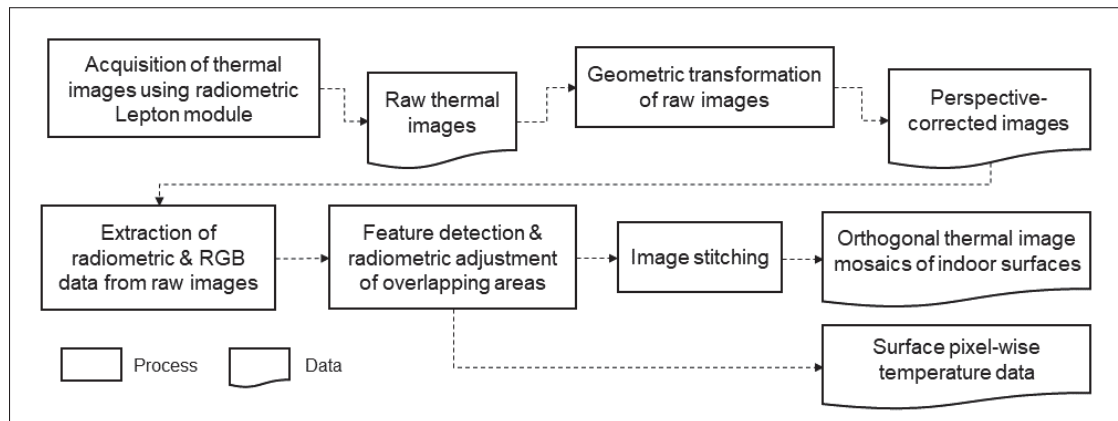 Acquisition of thermal
images using radiometric
Lepton module
Raw thermal
images
Geometric transformation
of raw images
Perspective-
corrected images
Extraction of
radiometric & RGB
data from raw images
Feature detection &
radiometric adjustment
of overlapping areas
Image stitching
Orthogonal thermal image
mosaics of indoor surfaces
Surface pixel-wise
temperature data
Process
Data